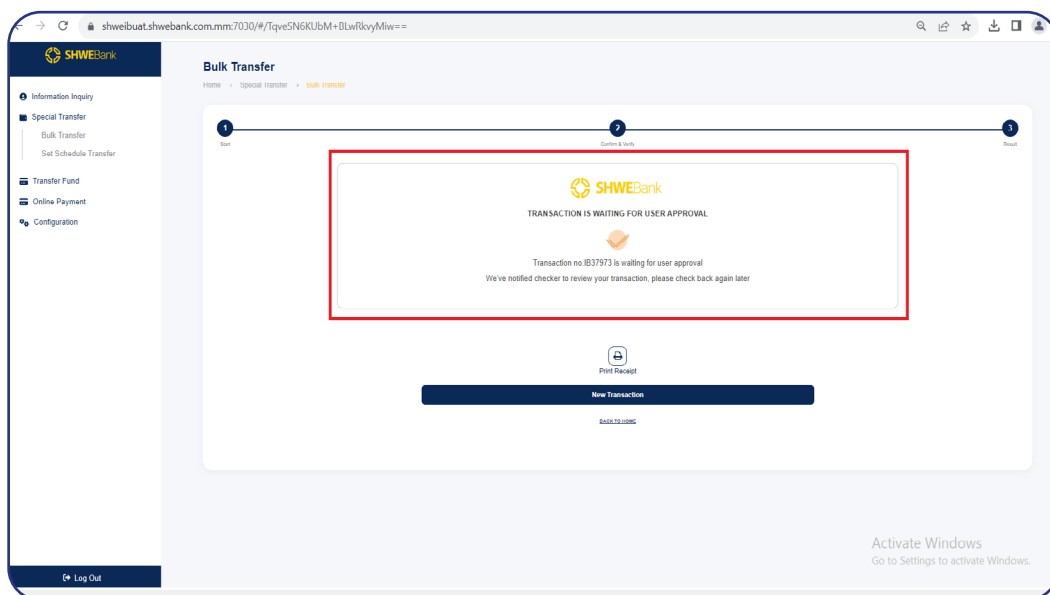 shweibuat.shwebank.com.mm:7030/#/TqveSN6KUbM+BLwRkvyMiw==
SHWEBank
Information Inquiry
Special Transfer
Bulk Transfer
Set Schedule Transfer
Transfer Fund
Online Payment
Configuration
Log Out
Bulk Transfer
Home > Special Transfer > Bulk Transfer
1 2 3
Start Confirm & Verify Result
SHWEBank
TRANSACTION IS WAITING FOR USER APPROVAL
Transaction no.IB37973 is waiting for user approval
We've notified checker to review your transaction, please check back again later
Print Receipt
New Transaction
BACK TO HOME
Activate Windows
Go to Settings to activate Windows.